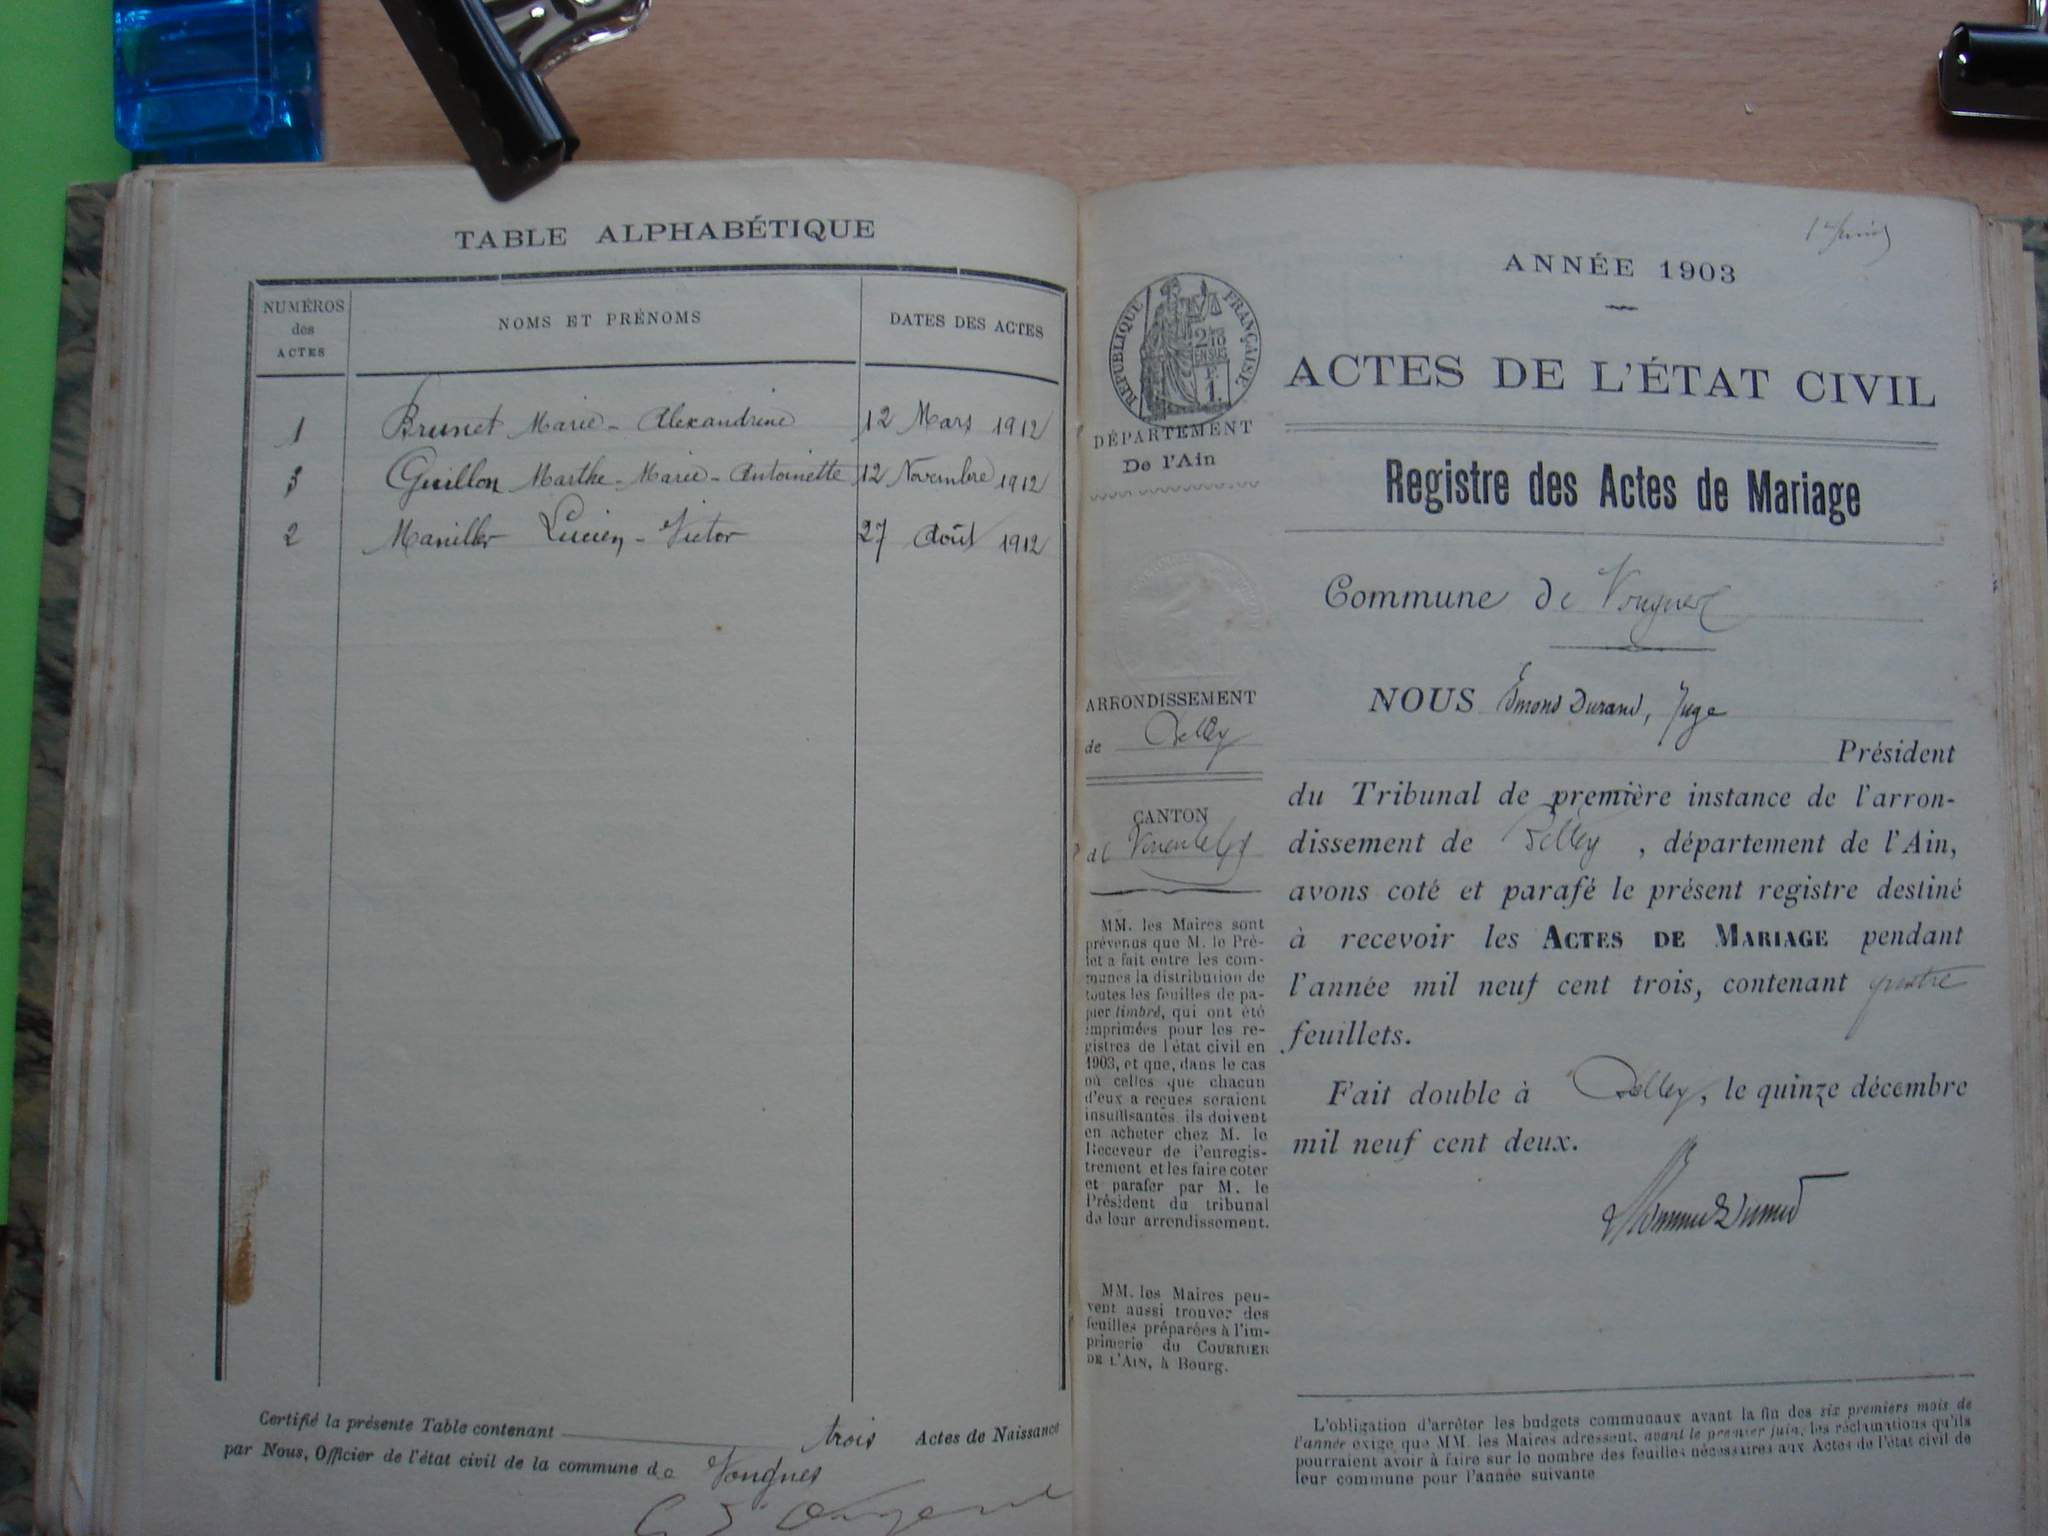 TABLE ALPHABÉTIQUE
NUMÉROS
des
ACTES
NOMS ET PRÉNOMS
DATES DES ACTES
1 Brunet Marie-Alexandrine 12 Mars 1912
3 Guillon Marthe-Marie-Antoinette 12 Novembre 1912
2 Lucien-Victor 27 Août 1912
Certifié la présente Table contenant trois Actes de Naissance
par Nous, Officier de l'état civil de la commune de Vongnes
ANNÉE 1903
RÉPUBLIQUE FRANÇAISE
2/10
EN SUS
F.
1.
DÉPARTEMENT
De l'Ain
ARRONDISSEMENT
de Belley
CANTON
de
MM. les Maires sont
prévenus que M. le Pré-
fet a fait entre les com-
munes la distribution de
toutes les feuilles de pa-
pier timbré, qui ont été
imprimées pour les re-
gistres de l'état civil en
1903, et que, dans le cas
où celles que chacun
d'eux a reçues seraient
insuffisantes ils doivent
en acheter chez M. le
Receveur de l'enregis-
trement et les faire coter
et parafer par M. le
Président du tribunal
de leur arrondissement.
MM. les Maires peu-
vent aussi trouver des
feuilles préparées à l'im-
primerie du COURRIER
DE L'AIN, à Bourg.
ACTES DE L'ÉTAT CIVIL
Registre des Actes de Mariage
Commune de Vongnes
NOUS Durand, Juge
Président
du Tribunal de première instance de l'arron-
dissement de Belley, département de l'Ain,
avons coté et parafé le présent registre destiné
à recevoir les ACTES DE MARIAGE pendant
l'année mil neuf cent trois, contenant quatre
feuillets.
Fait double à Belley, le quinze décembre
mil neuf cent deux.
L'obligation d'arrêter les budgets communaux avant la fin des six premiers mois de
l'année exige que MM. les Maires adressent, avant le premier juin, les réclamations qu'ils
pourraient avoir à faire sur le nombre des feuilles nécessaires aux Actes de l'état civil de
leur commune pour l'année suivante